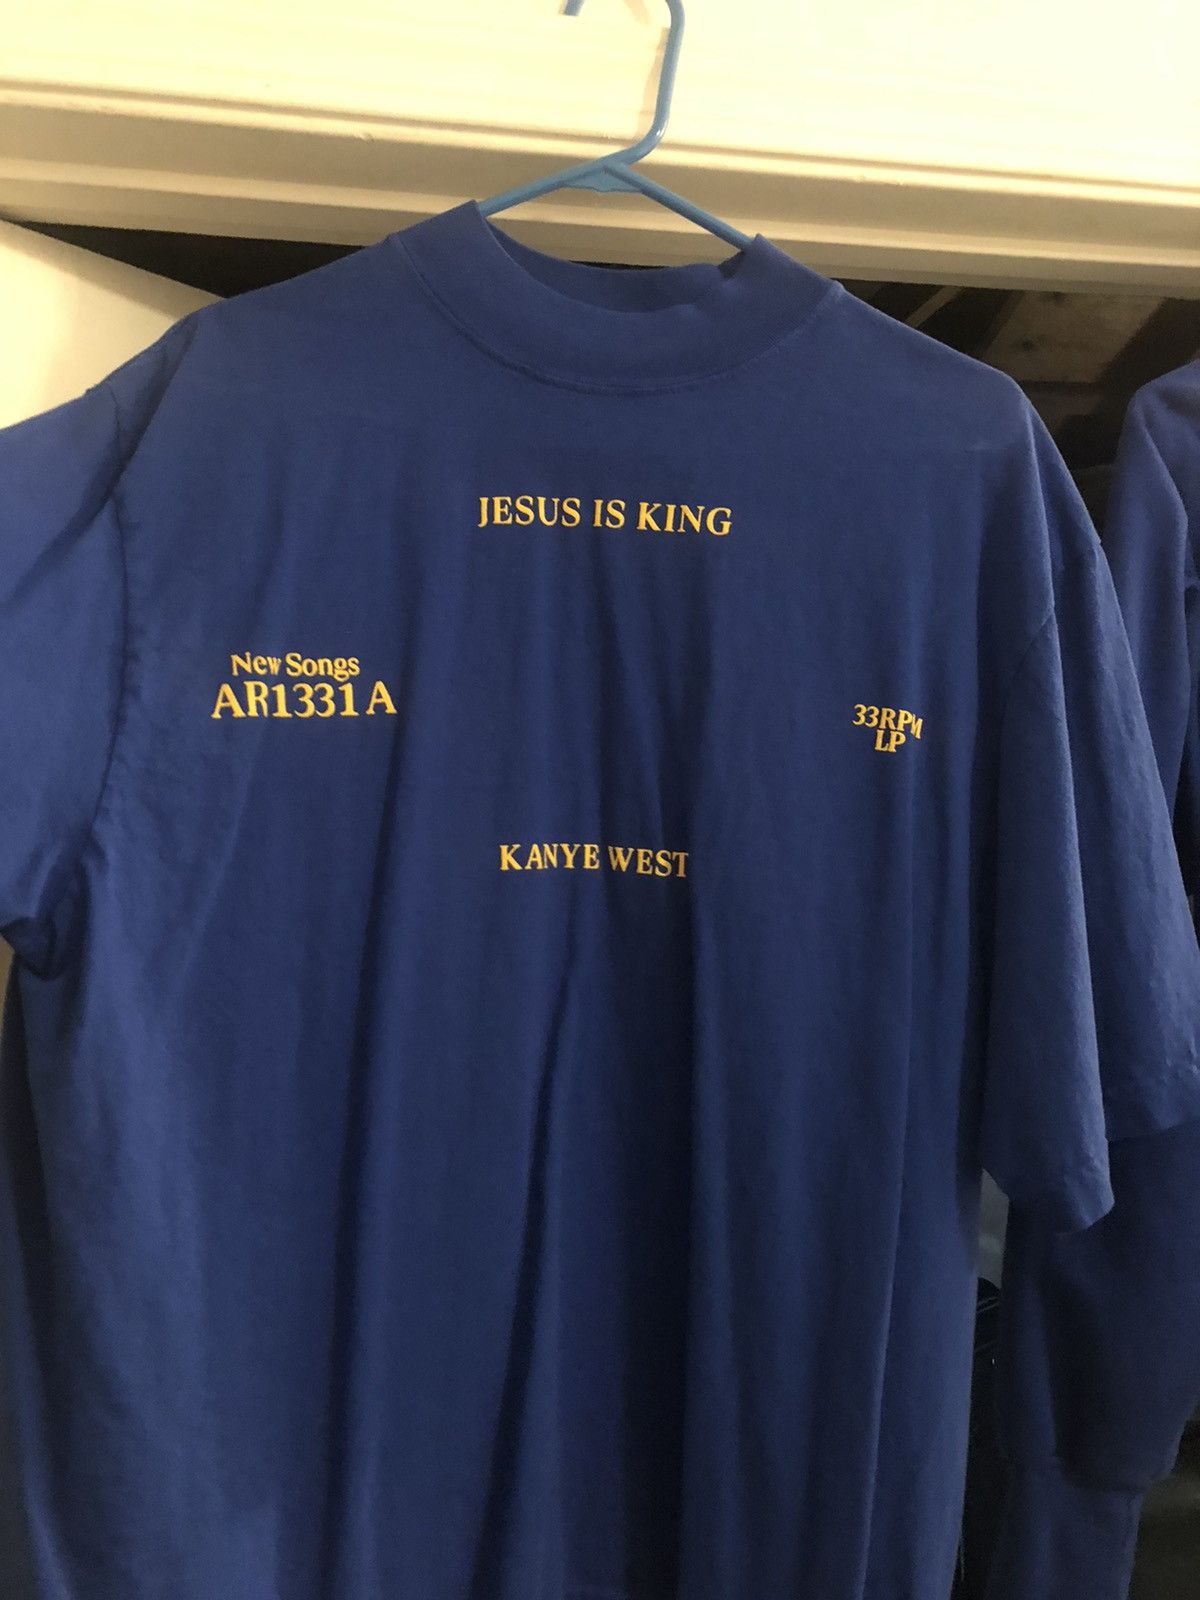 JESUS IS KING
New Songs
AR1331 A
33RPM
LP
KANYE WEST